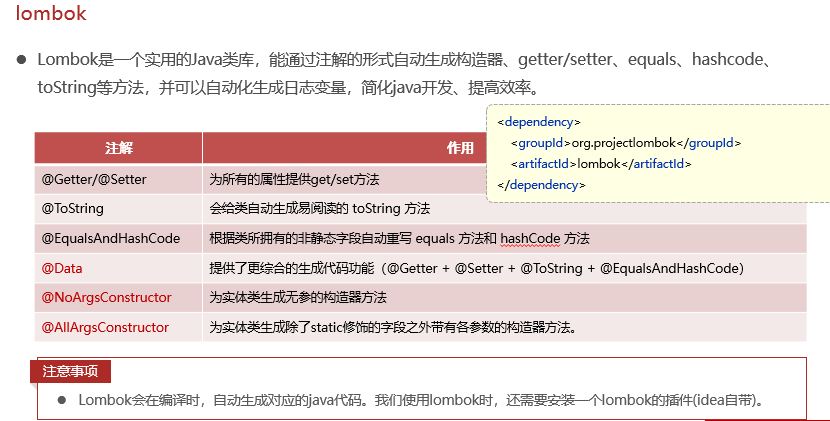 lombok
● Lombok是一个实用的Java类库，能通过注解的形式自动生成构造器、getter/setter、equals、hashcode、
toString等方法，并可以自动化生成日志变量，简化java开发、提高效率。
<dependency>
<groupId>org.projectlombok</groupId>
<artifactId>lombok</artifactId>
</dependency>
注解 作用
@Getter/@Setter 为所有的属性提供get/set方法
@ToString 会给类自动生成易阅读的 toString 方法
@EqualsAndHashCode 根据类所拥有的非静态字段自动重写 equals 方法和 hashCode 方法
@Data 提供了更综合的生成代码功能（@Getter + @Setter + @ToString + @EqualsAndHashCode）
@NoArgsConstructor 为实体类生成无参的构造器方法
@AllArgsConstructor 为实体类生成除了static修饰的字段之外带有各参数的构造器方法。
注意事项
● Lombok会在编译时，自动生成对应的java代码。我们使用lombok时，还需要安装一个lombok的插件(idea自带)。